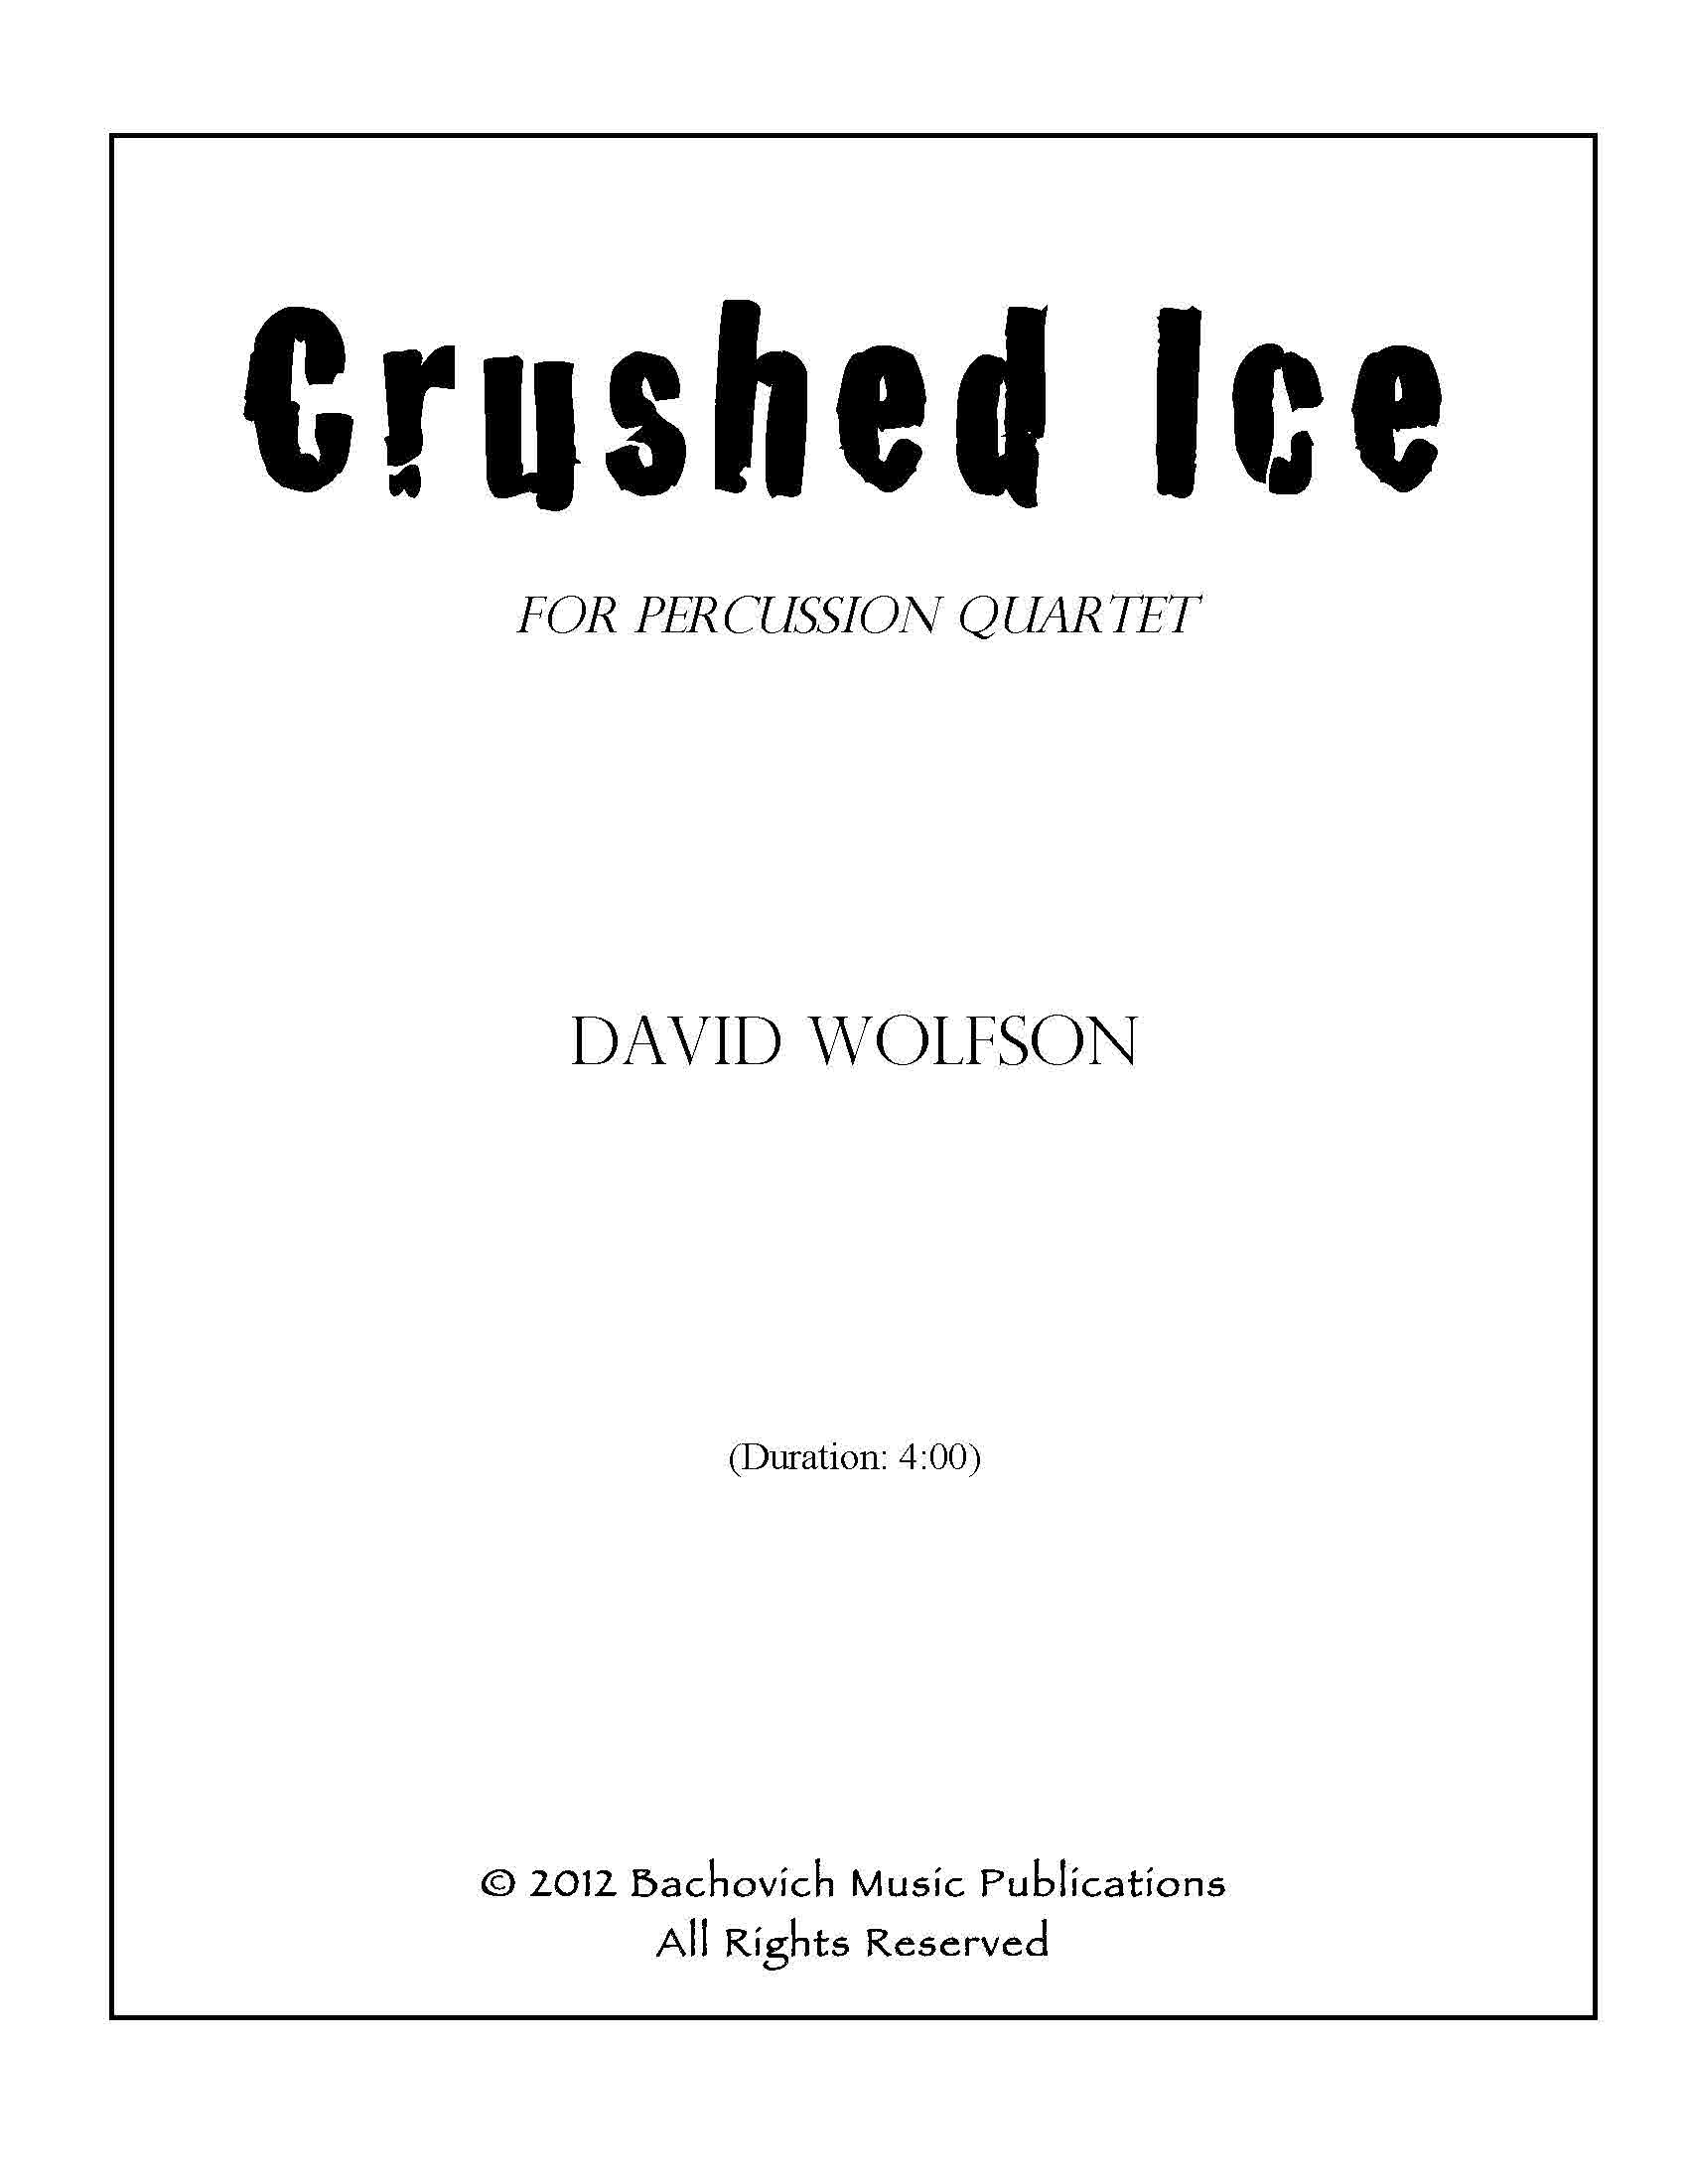 Crushed Ice
FOR PERCUSSION QUARTET
DAVID WOLFSON
(Duration: 4:00)
© 2012 Bachovich Music Publications
All Rights Reserved